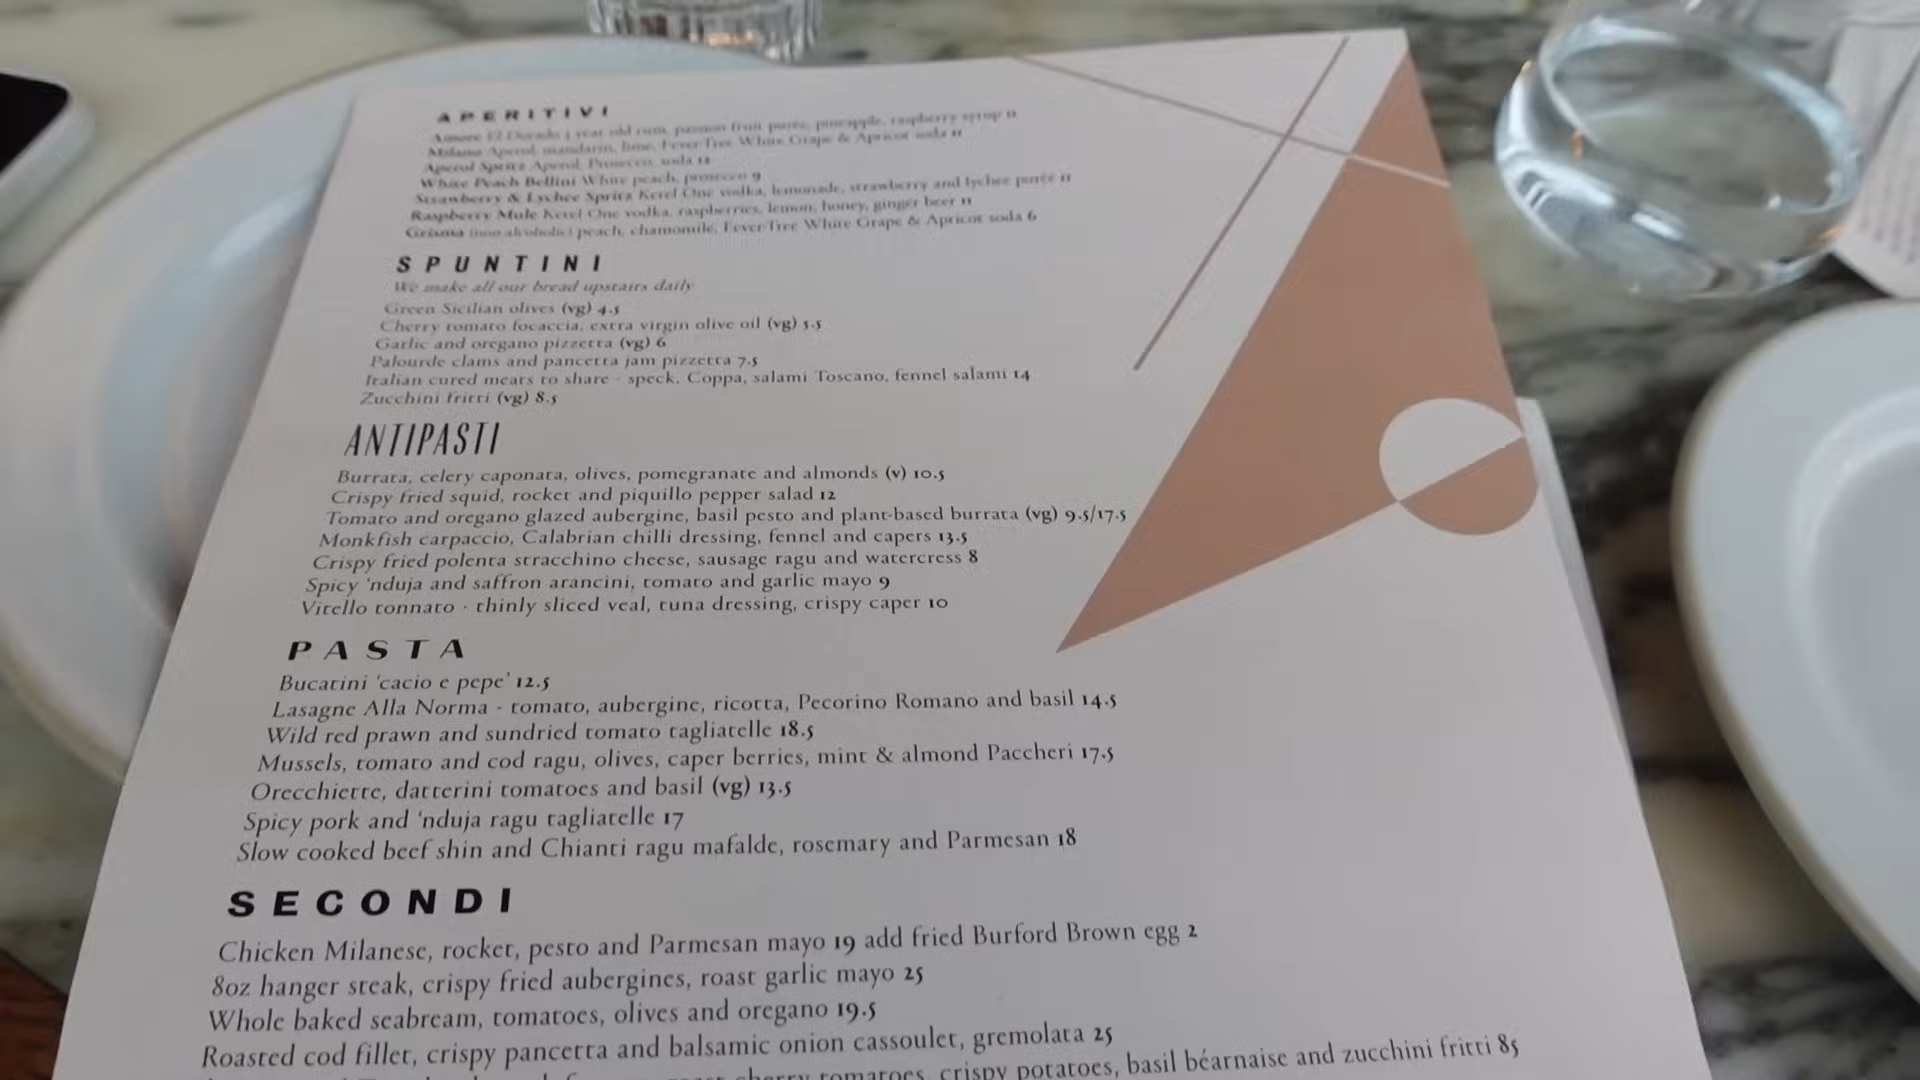 APERITIVI
Amore El Dorado 3 year old rum, passion fruit purée, pineapple, raspberry syrup 11
Milano Aperol, mandarin, lime, FeverTree White Grape & Apricot soda 11
Aperol Spritz Aperol, Prosecco, soda 11
White Peach Bellini White peach, prosecco 9
Strawberry & Lychee Spritz Ketel One vodka, lemonade, strawberry and lychee purée 11
Raspberry Mule Ketel One vodka, raspberries, lemon, honey, ginger beer 11
(non alcoholic) peach, chamomile, FeverTree White Grape & Apricot soda 6
SPUNTINI
We make all our bread upstairs daily
Green Sicilian olives (vg) 4.5
Cherry tomato focaccia, extra virgin olive oil (vg) 5.5
Garlic and oregano pizzetta (vg) 6
Palourde clams and pancetta jam pizzetta 7.5
Italian cured meats to share - speck, Coppa, salami Toscano, fennel salami 14
Zucchini fritti (vg) 8.5
ANTIPASTI
Burrata, celery caponata, olives, pomegranate and almonds (v) 10.5
Crispy fried squid, rocket and piquillo pepper salad 12
Tomato and oregano glazed aubergine, basil pesto and plant-based burrata (vg) 9.5/17.5
Monkfish carpaccio, Calabrian chilli dressing, fennel and capers 13.5
Crispy fried polenta stracchino cheese, sausage ragu and watercress 8
Spicy 'nduja and saffron arancini, tomato and garlic mayo 9
Vitello tonnato - thinly sliced veal, tuna dressing, crispy caper 10
PASTA
Bucatini 'cacio e pepe' 12.5
Lasagne Alla Norma - tomato, aubergine, ricotta, Pecorino Romano and basil 14.5
Wild red prawn and sundried tomato tagliatelle 18.5
Mussels, tomato and cod ragu, olives, caper berries, mint & almond Paccheri 17.5
Orecchiette, datterini tomatoes and basil (vg) 13.5
Spicy pork and 'nduja ragu tagliatelle 17
Slow cooked beef shin and Chianti ragu mafalde, rosemary and Parmesan 18
SECONDI
Chicken Milanese, rocket, pesto and Parmesan mayo 19 add fried Burford Brown egg 2
8oz hanger steak, crispy fried aubergines, roast garlic mayo 25
Whole baked seabream, tomatoes, olives and oregano 19.5
Roasted cod fillet, crispy pancetta and balsamic onion cassoulet, gremolata 25
cherry tomatoes, crispy potatoes, basil béarnaise and zucchini fritti 85